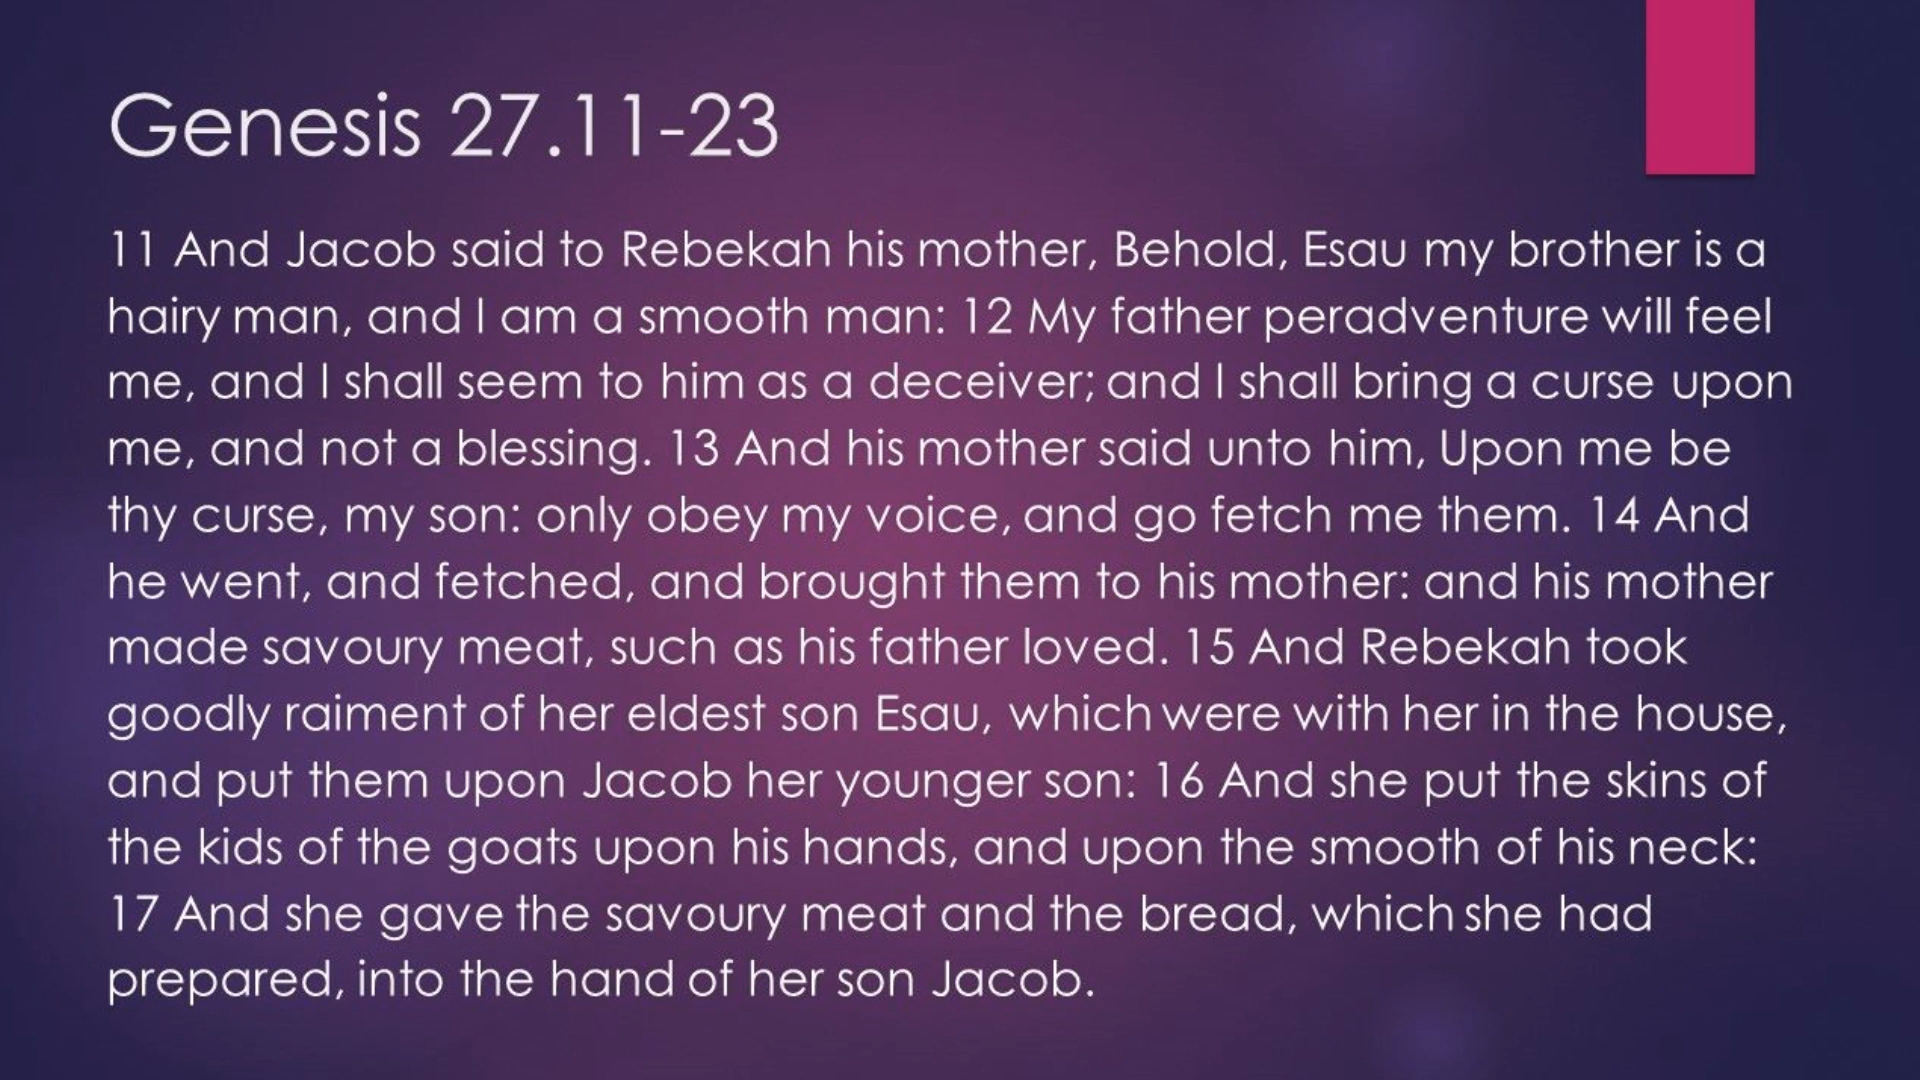 Genesis 27.11-23
11 And Jacob said to Rebekah his mother, Behold, Esau my brother is a
hairy man, and I am a smooth man: 12 My father peradventure will feel
me, and I shall seem to him as a deceiver; and I shall bring a curse upon
me, and not a blessing. 13 And his mother said unto him, Upon me be
thy curse, my son: only obey my voice, and go fetch me them. 14 And
he went, and fetched, and brought them to his mother: and his mother
made savoury meat, such as his father loved. 15 And Rebekah took
goodly raiment of her eldest son Esau, which were with her in the house,
and put them upon Jacob her younger son: 16 And she put the skins of
the kids of the goats upon his hands, and upon the smooth of his neck:
17 And she gave the savoury meat and the bread, which she had
prepared, into the hand of her son Jacob.